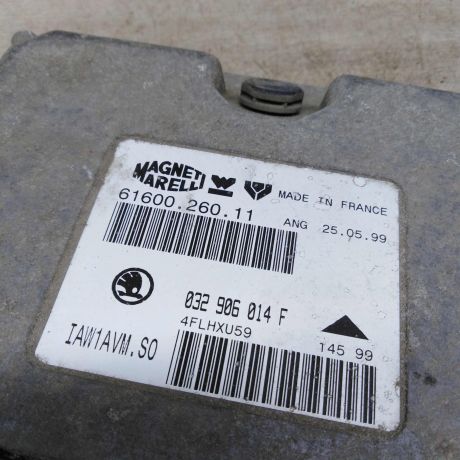 MAGNETI
MARELLI
MADE IN FRANCE
61600.260.11
ANG 25.05.99
032 906 014 F
4FLHXU59
145 99
IAW1AVM.SO